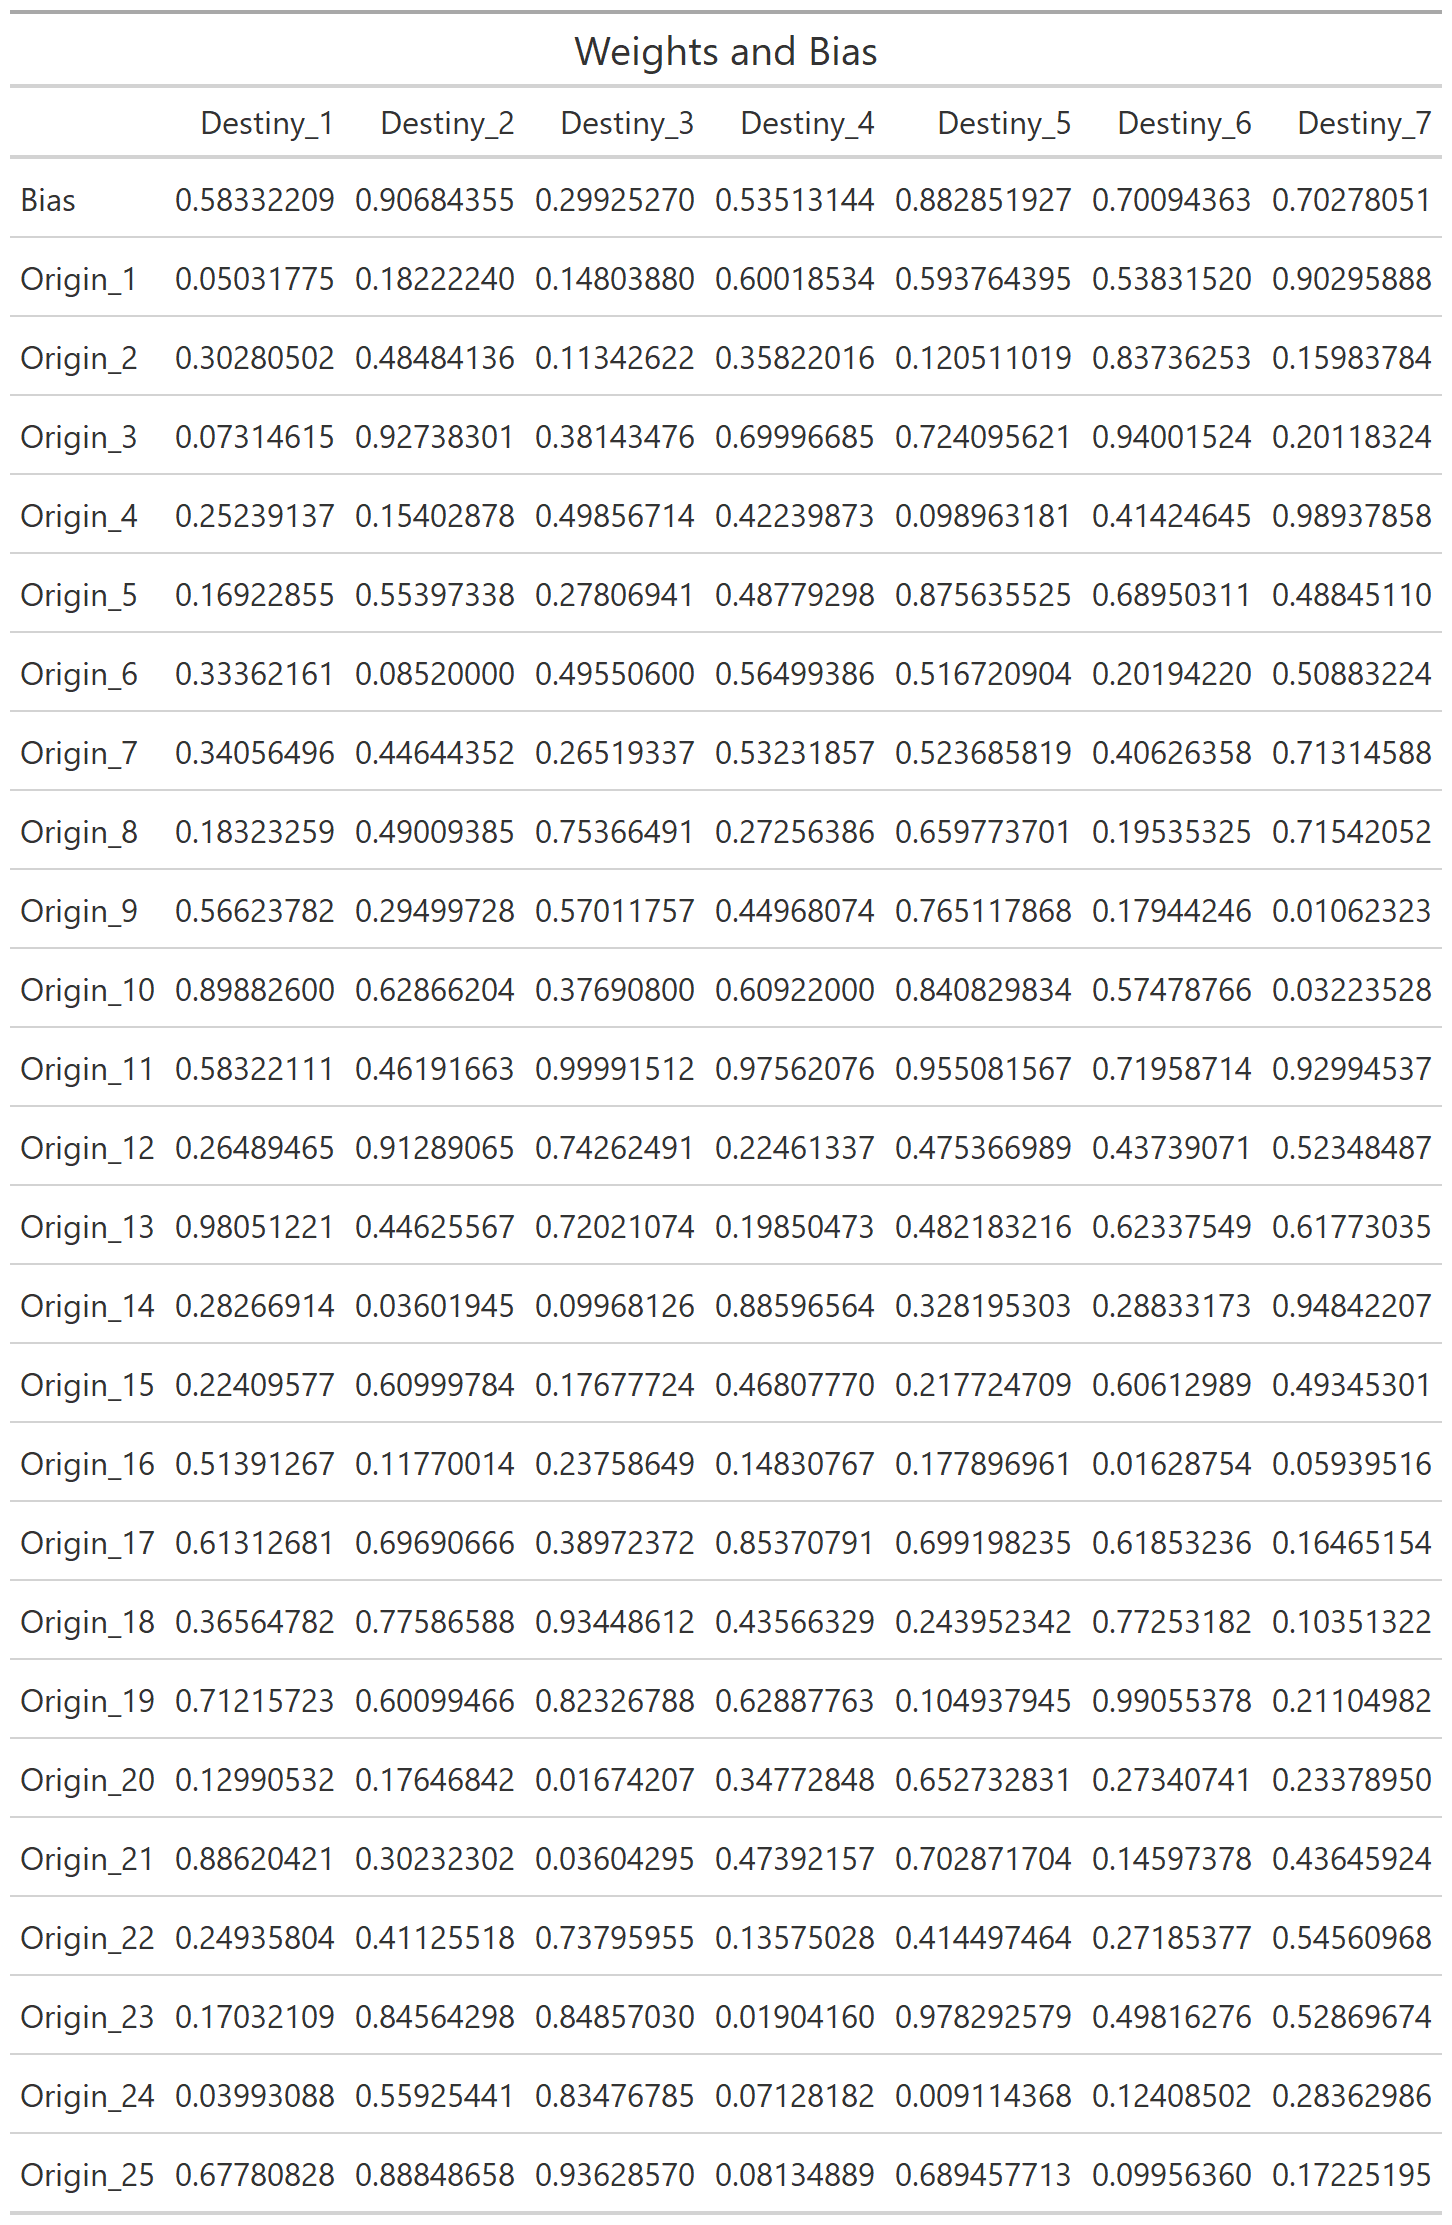 Weights and Bias
Destiny_1 Destiny_2 Destiny_3 Destiny_4 Destiny_5 Destiny_6 Destiny_7
Bias 0.58332209 0.90684355 0.29925270 0.53513144 0.882851927 0.70094363 0.70278051
Origin_1 0.05031775 0.18222240 0.14803880 0.60018534 0.593764395 0.53831520 0.90295888
Origin_2 0.30280502 0.48484136 0.11342622 0.35822016 0.120511019 0.83736253 0.15983784
Origin_3 0.07314615 0.92738301 0.38143476 0.69996685 0.724095621 0.94001524 0.20118324
Origin_4 0.25239137 0.15402878 0.49856714 0.42239873 0.098963181 0.41424645 0.98937858
Origin_5 0.16922855 0.55397338 0.27806941 0.48779298 0.875635525 0.68950311 0.48845110
Origin_6 0.33362161 0.08520000 0.49550600 0.56499386 0.516720904 0.20194220 0.50883224
Origin_7 0.34056496 0.44644352 0.26519337 0.53231857 0.523685819 0.40626358 0.71314588
Origin_8 0.18323259 0.49009385 0.75366491 0.27256386 0.659773701 0.19535325 0.71542052
Origin_9 0.56623782 0.29499728 0.57011757 0.44968074 0.765117868 0.17944246 0.01062323
Origin_10 0.89882600 0.62866204 0.37690800 0.60922000 0.840829834 0.57478766 0.03223528
Origin_11 0.58322111 0.46191663 0.99991512 0.97562076 0.955081567 0.71958714 0.92994537
Origin_12 0.26489465 0.91289065 0.74262491 0.22461337 0.475366989 0.43739071 0.52348487
Origin_13 0.98051221 0.44625567 0.72021074 0.19850473 0.482183216 0.62337549 0.61773035
Origin_14 0.28266914 0.03601945 0.09968126 0.88596564 0.328195303 0.28833173 0.94842207
Origin_15 0.22409577 0.60999784 0.17677724 0.46807770 0.217724709 0.60612989 0.49345301
Origin_16 0.51391267 0.11770014 0.23758649 0.14830767 0.177896961 0.01628754 0.05939516
Origin_17 0.61312681 0.69690666 0.38972372 0.85370791 0.699198235 0.61853236 0.16465154
Origin_18 0.36564782 0.77586588 0.93448612 0.43566329 0.243952342 0.77253182 0.10351322
Origin_19 0.71215723 0.60099466 0.82326788 0.62887763 0.104937945 0.99055378 0.21104982
Origin_20 0.12990532 0.17646842 0.01674207 0.34772848 0.652732831 0.27340741 0.23378950
Origin_21 0.88620421 0.30232302 0.03604295 0.47392157 0.702871704 0.14597378 0.43645924
Origin_22 0.24935804 0.41125518 0.73795955 0.13575028 0.414497464 0.27185377 0.54560968
Origin_23 0.17032109 0.84564298 0.84857030 0.01904160 0.978292579 0.49816276 0.52869674
Origin_24 0.03993088 0.55925441 0.83476785 0.07128182 0.009114368 0.12408502 0.28362986
Origin_25 0.67780828 0.88848658 0.93628570 0.08134889 0.689457713 0.09956360 0.17225195